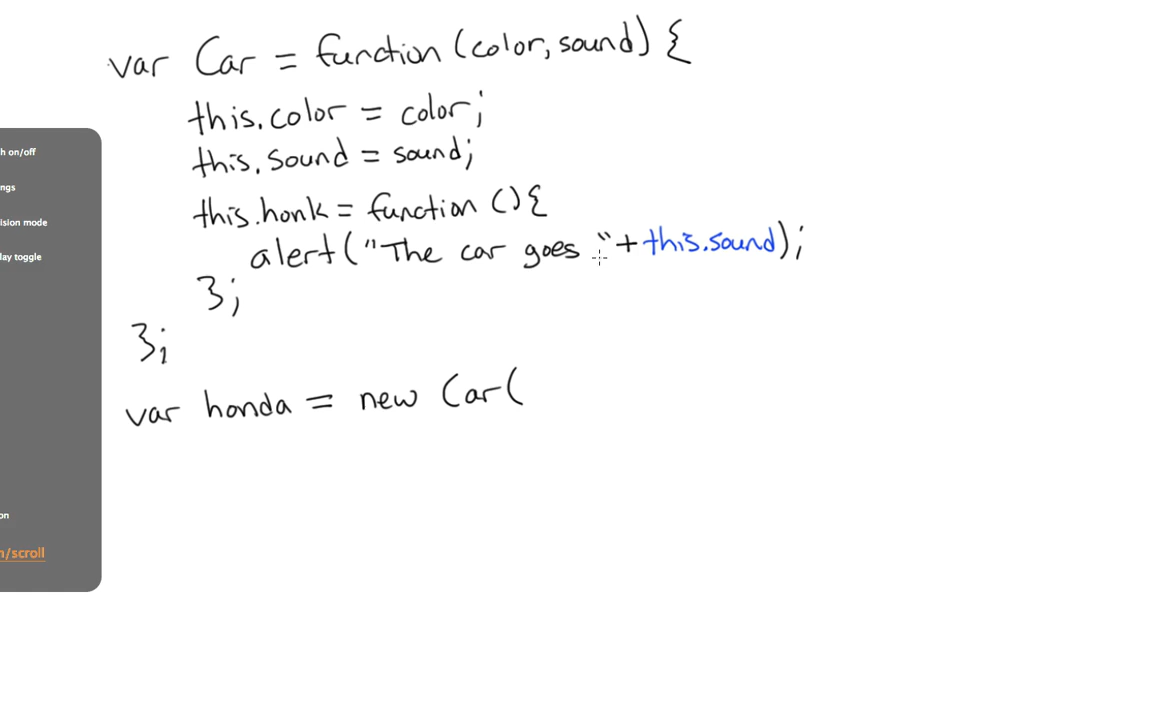 var Car = function (color, sound) {
this.color = color;
this.sound = sound;
this.honk = function () {
alert("The car goes "+ this.sound);
};
};
var honda = new Car(
h on/off
ngs
ision mode
lay toggle
on
n/scroll